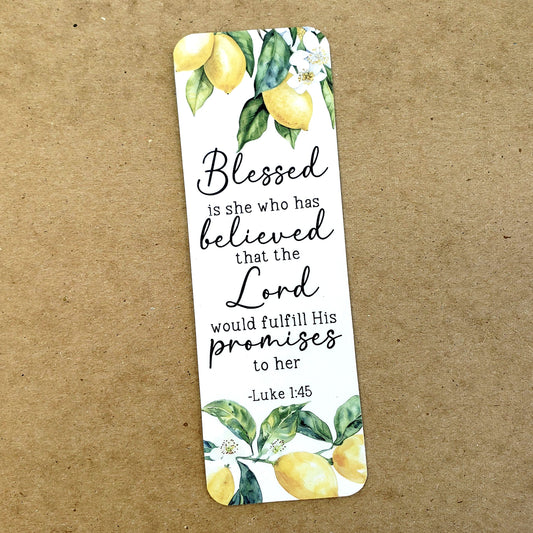 Blessed
is she who has
believed
that the
Lord
would fulfill His
promises
to her
-Luke 1:45